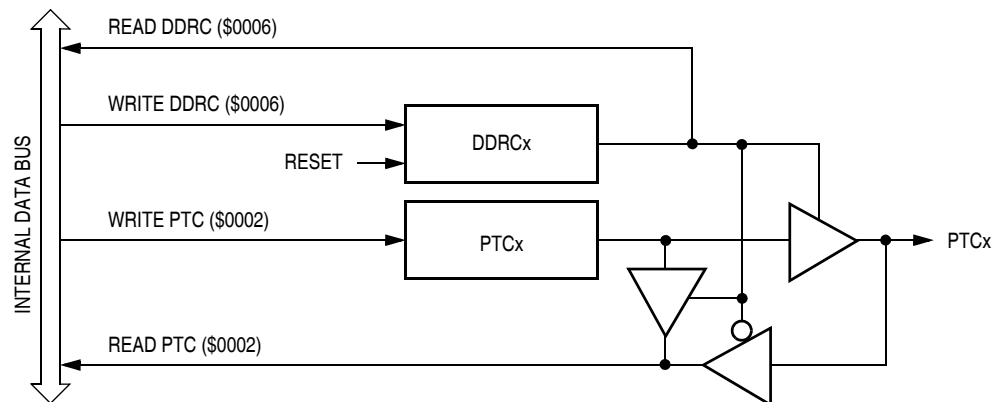 READ DDRC ($0006)
WRITE DDRC ($0006)
DDRCx
RESET
INTERNAL DATA BUS
WRITE PTC ($0002)
PTCx
PTCx
READ PTC ($0002)